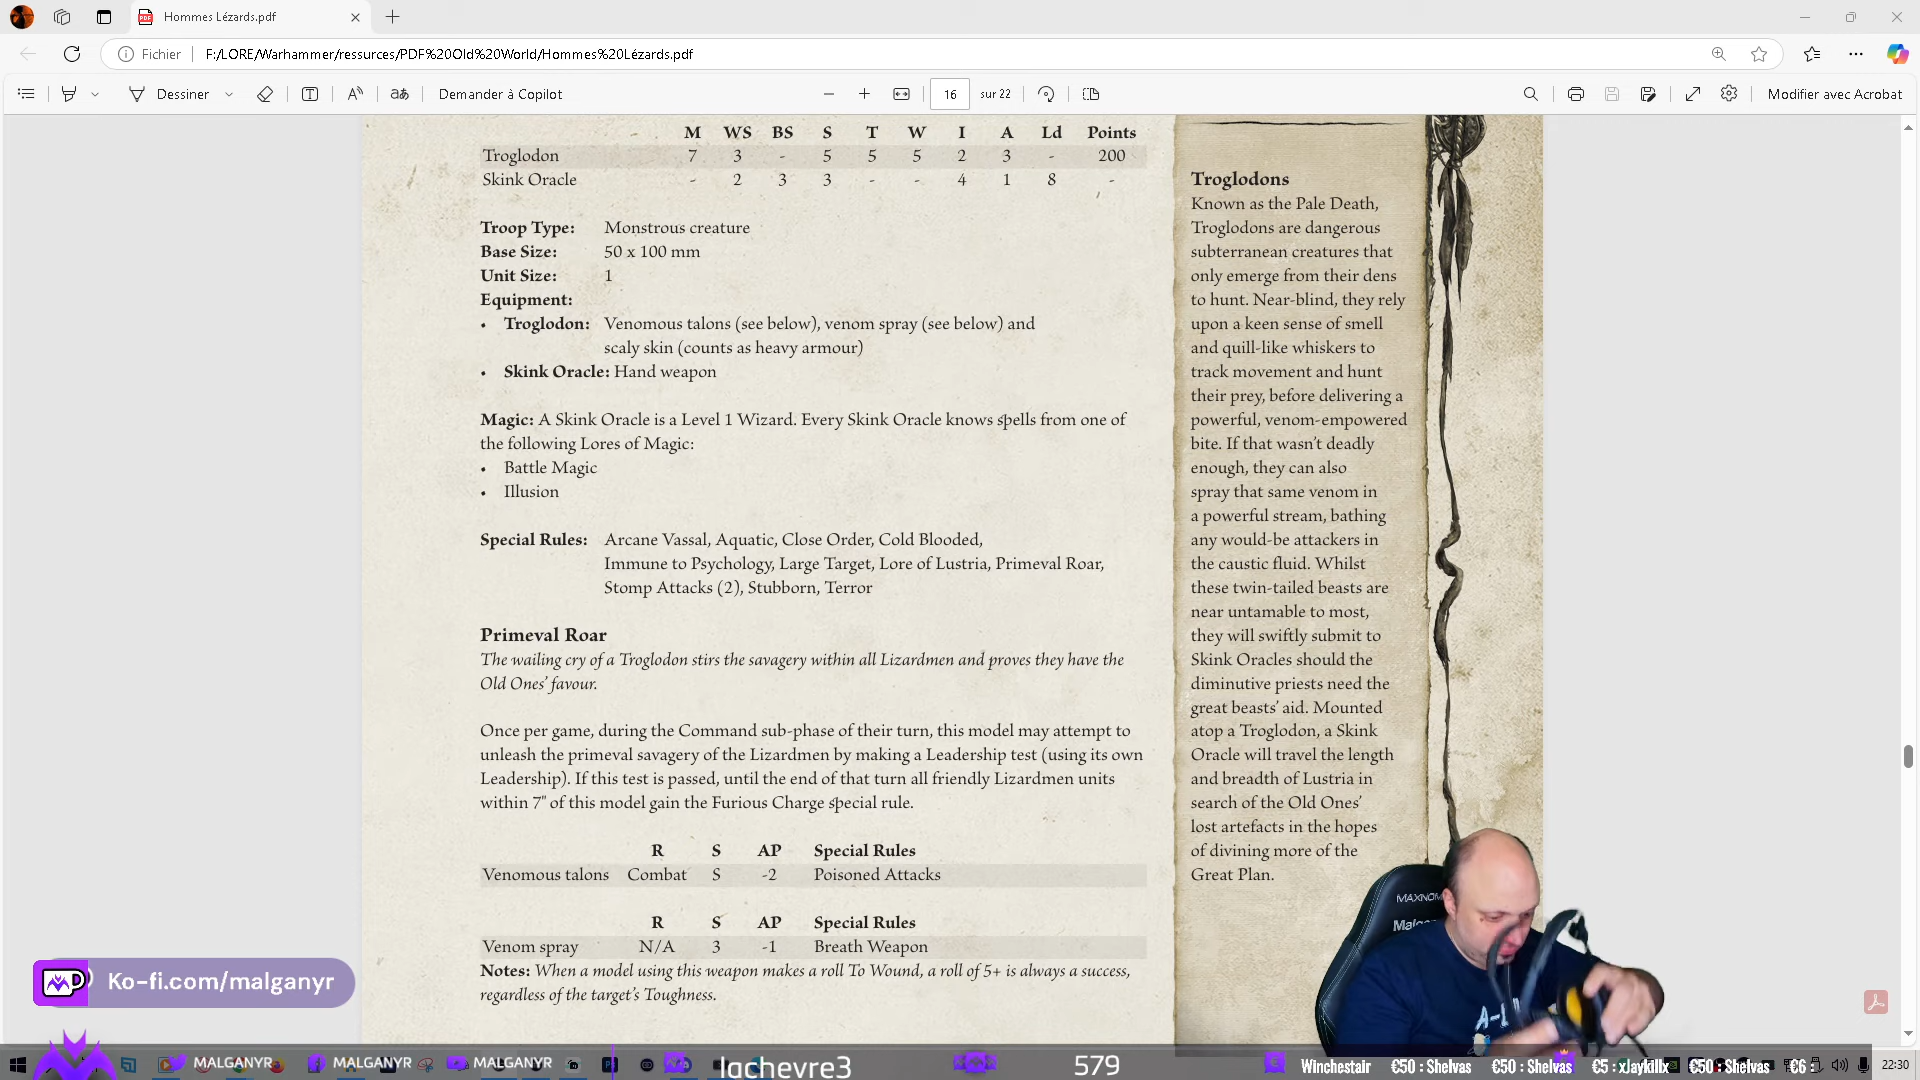 Hommes Lézards.pdf
Fichier
F:/LORE/Warhammer/ressources/PDF%20Old%20World/Hommes%20Lézards.pdf
Dessiner
Demander à Copilot
16
sur 22
Modifier avec Acrobat
M WS BS S T W I A Ld Points
Troglodon 7 3 - 5 5 5 2 3 - 200
Skink Oracle - 2 3 3 - - 4 1 8 -
Troop Type: Monstrous creature
Base Size: 50 x 100 mm
Unit Size: 1
Equipment:
• Troglodon: Venomous talons (see below), venom spray (see below) and
scaly skin (counts as heavy armour)
• Skink Oracle: Hand weapon
Magic: A Skink Oracle is a Level 1 Wizard. Every Skink Oracle knows spells from one of
the following Lores of Magic:
• Battle Magic
• Illusion
Special Rules: Arcane Vassal, Aquatic, Close Order, Cold Blooded,
Immune to Psychology, Large Target, Lore of Lustria, Primeval Roar,
Stomp Attacks (2), Stubborn, Terror
Primeval Roar
The wailing cry of a Troglodon stirs the savagery within all Lizardmen and proves they have the
Old Ones' favour.
Once per game, during the Command sub-phase of their turn, this model may attempt to
unleash the primeval savagery of the Lizardmen by making a Leadership test (using its own
Leadership). If this test is passed, until the end of that turn all friendly Lizardmen units
within 7" of this model gain the Furious Charge special rule.
R S AP Special Rules
Venomous talons Combat S -2 Poisoned Attacks
R S AP Special Rules
Venom spray N/A 3 -1 Breath Weapon
Notes: When a model using this weapon makes a roll To Wound, a roll of 5+ is always a success,
regardless of the target's Toughness.
Troglodons
Known as the Pale Death,
Troglodons are dangerous
subterranean creatures that
only emerge from their dens
to hunt. Near-blind, they rely
upon a keen sense of smell
and quill-like whiskers to
track movement and hunt
their prey, before delivering a
powerful, venom-empowered
bite. If that wasn't deadly
enough, they can also
spray that same venom in
a powerful stream, bathing
any would-be attackers in
the caustic fluid. Whilst
these twin-tailed beasts are
near untamable to most,
they will swiftly submit to
Skink Oracles should the
diminutive priests need the
great beasts' aid. Mounted
atop a Troglodon, a Skink
Oracle will travel the length
and breadth of Lustria in
search of the Old Ones'
lost artefacts in the hopes
of divining more of the
Great Plan.
MAXNOM
Ko-fi.com/malganyr
MALGANYR
MALGANYR
MALGANYR
lachevre3
579
Winchestair
€50 : Shelvas
€50 : Shelvas
€5 : xJaykillx
€50 : Shelvas
€6 :
22:30